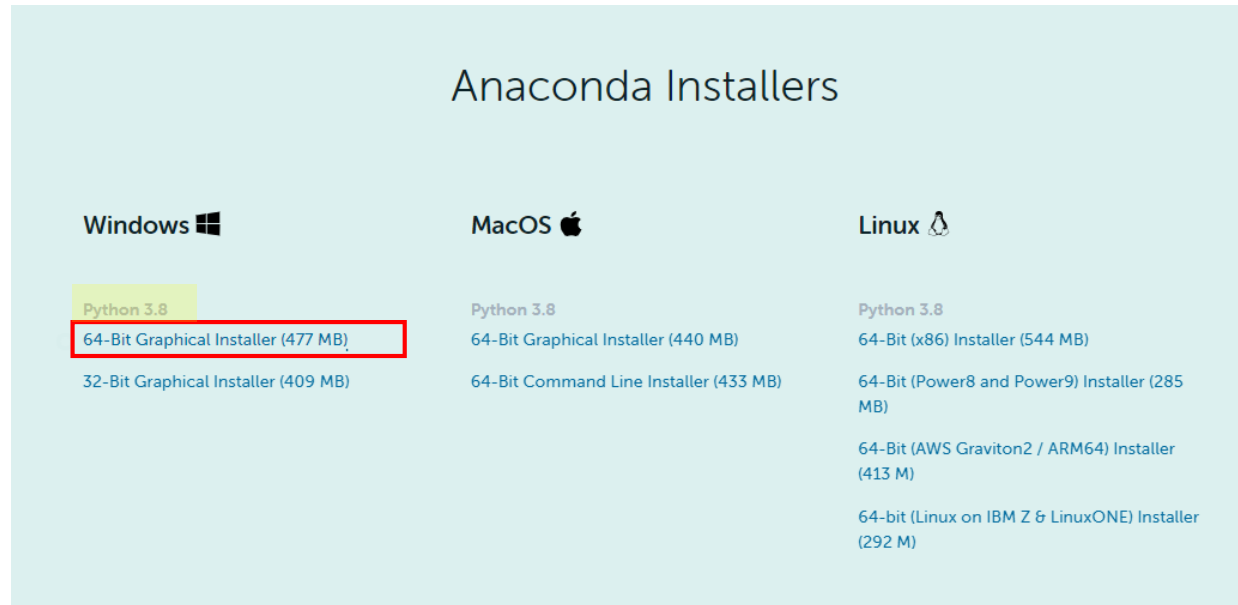 Anaconda Installers
Windows
Python 3.8
64-Bit Graphical Installer (477 MB)
32-Bit Graphical Installer (409 MB)
MacOS
Python 3.8
64-Bit Graphical Installer (440 MB)
64-Bit Command Line Installer (433 MB)
Linux
Python 3.8
64-Bit (x86) Installer (544 MB)
64-Bit (Power8 and Power9) Installer (285
MB)
64-Bit (AWS Graviton2 / ARM64) Installer
(413 M)
64-bit (Linux on IBM Z & LinuxONE) Installer
(292 M)